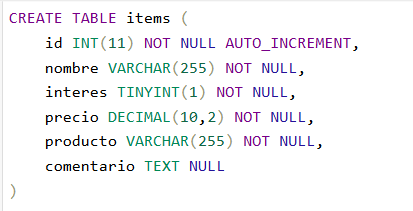 CREATE TABLE items (
    id INT(11) NOT NULL AUTO_INCREMENT,
    nombre VARCHAR(255) NOT NULL,
    interes TINYINT(1) NOT NULL,
    precio DECIMAL(10,2) NOT NULL,
    producto VARCHAR(255) NOT NULL,
    comentario TEXT NULL
)